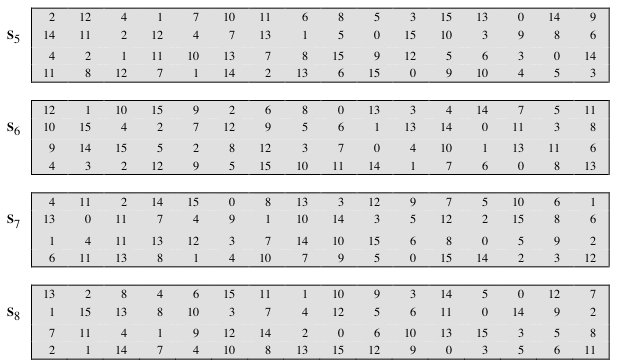 2 12 4 1 7 10 11 6 8 5 3 15 13 0 14 9
S5 14 11 2 12 4 7 13 1 5 0 15 10 3 9 8 6
4 2 1 11 10 13 7 8 15 9 12 5 6 3 0 14
11 8 12 7 1 14 2 13 6 15 0 9 10 4 5 3
12 1 10 15 9 2 6 8 0 13 3 4 14 7 5 11
S6 10 15 4 2 7 12 9 5 6 1 13 14 0 11 3 8
9 14 15 5 2 8 12 3 7 0 4 10 1 13 11 6
4 3 2 12 9 5 15 10 11 14 1 7 6 0 8 13
4 11 2 14 15 0 8 13 3 12 9 7 5 10 6 1
S7 13 0 11 7 4 9 1 10 14 3 5 12 2 15 8 6
1 4 11 13 12 3 7 14 10 15 6 8 0 5 9 2
6 11 13 8 1 4 10 7 9 5 0 15 14 2 3 12
13 2 8 4 6 15 11 1 10 9 3 14 5 0 12 7
S8 1 15 13 8 10 3 7 4 12 5 6 11 0 14 9 2
7 11 4 1 9 12 14 2 0 6 10 13 15 3 5 8
2 1 14 7 4 10 8 13 15 12 9 0 3 5 6 11